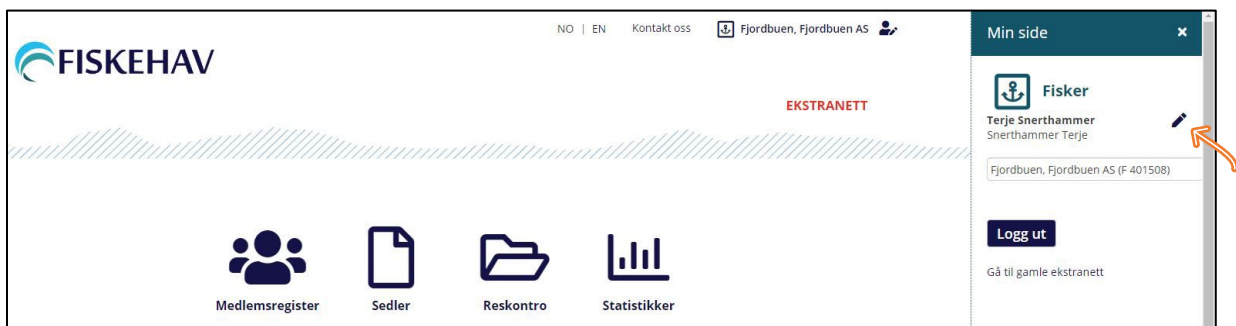 NO | EN Kontakt oss Fjordbuen, Fjordbuen AS
FISKEHAV
EKSTRANETT
Medlemsregister Sedler Reskontro Statistikker
Min side ×
Fisker
Terje Snerthammer
Snerthammer Terje
Fjordbuen, Fjordbuen AS (F 401508)
Logg ut
Gå til gamle ekstranett